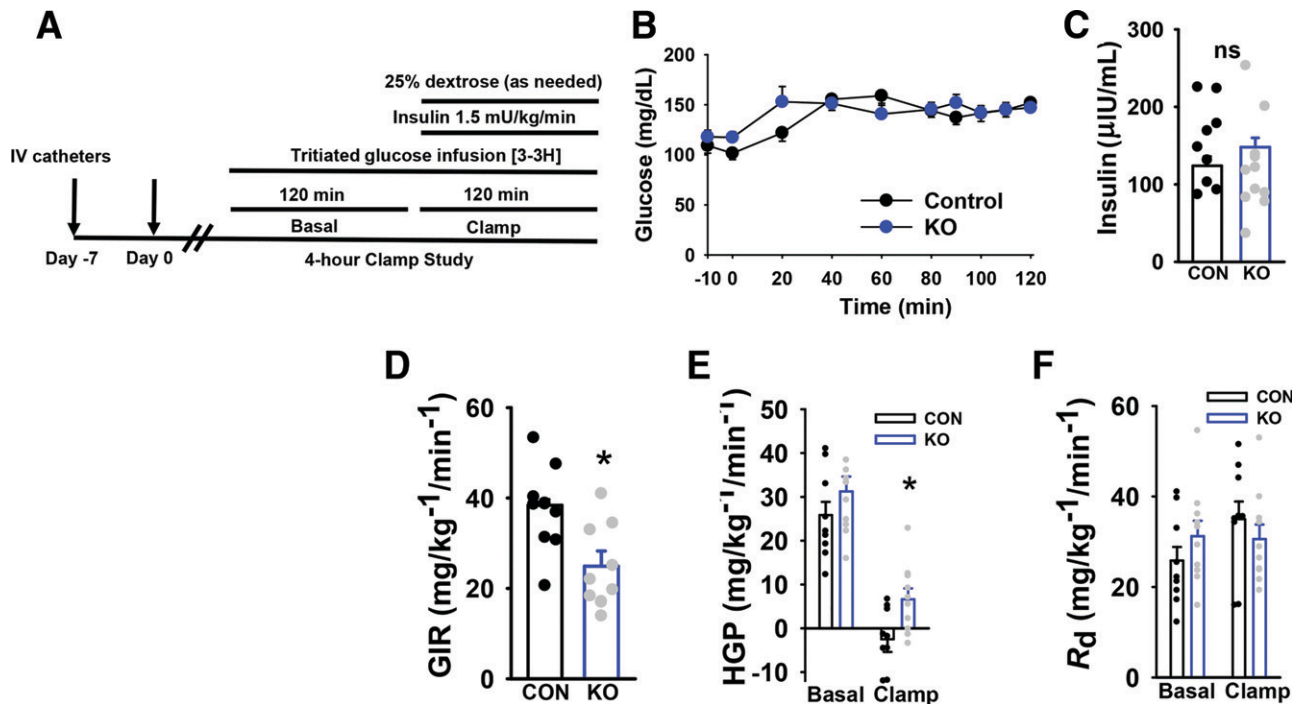 A
25% dextrose (as needed)
Insulin 1.5 mU/kg/min
IV catheters
Tritiated glucose infusion [3-3H]
120 min
120 min
Basal
Clamp
Day -7
Day 0
4-hour Clamp Study
B
Glucose (mg/dL)
200
150
100
50
0
Control
KO
-10 0 20 40 60 80 100 120
Time (min)
C
Insulin (µIU/mL)
300
200
100
0
ns
CON KO
D
GIR (mg/kg⁻¹/min⁻¹)
60
40
20
0
*
CON KO
E
HGP (mg/kg⁻¹/min⁻¹)
50
40
30
20
10
0
-10
CON
KO
*
Basal Clamp
F
Rd (mg/kg⁻¹/min⁻¹)
60
40
20
0
CON
KO
Basal Clamp